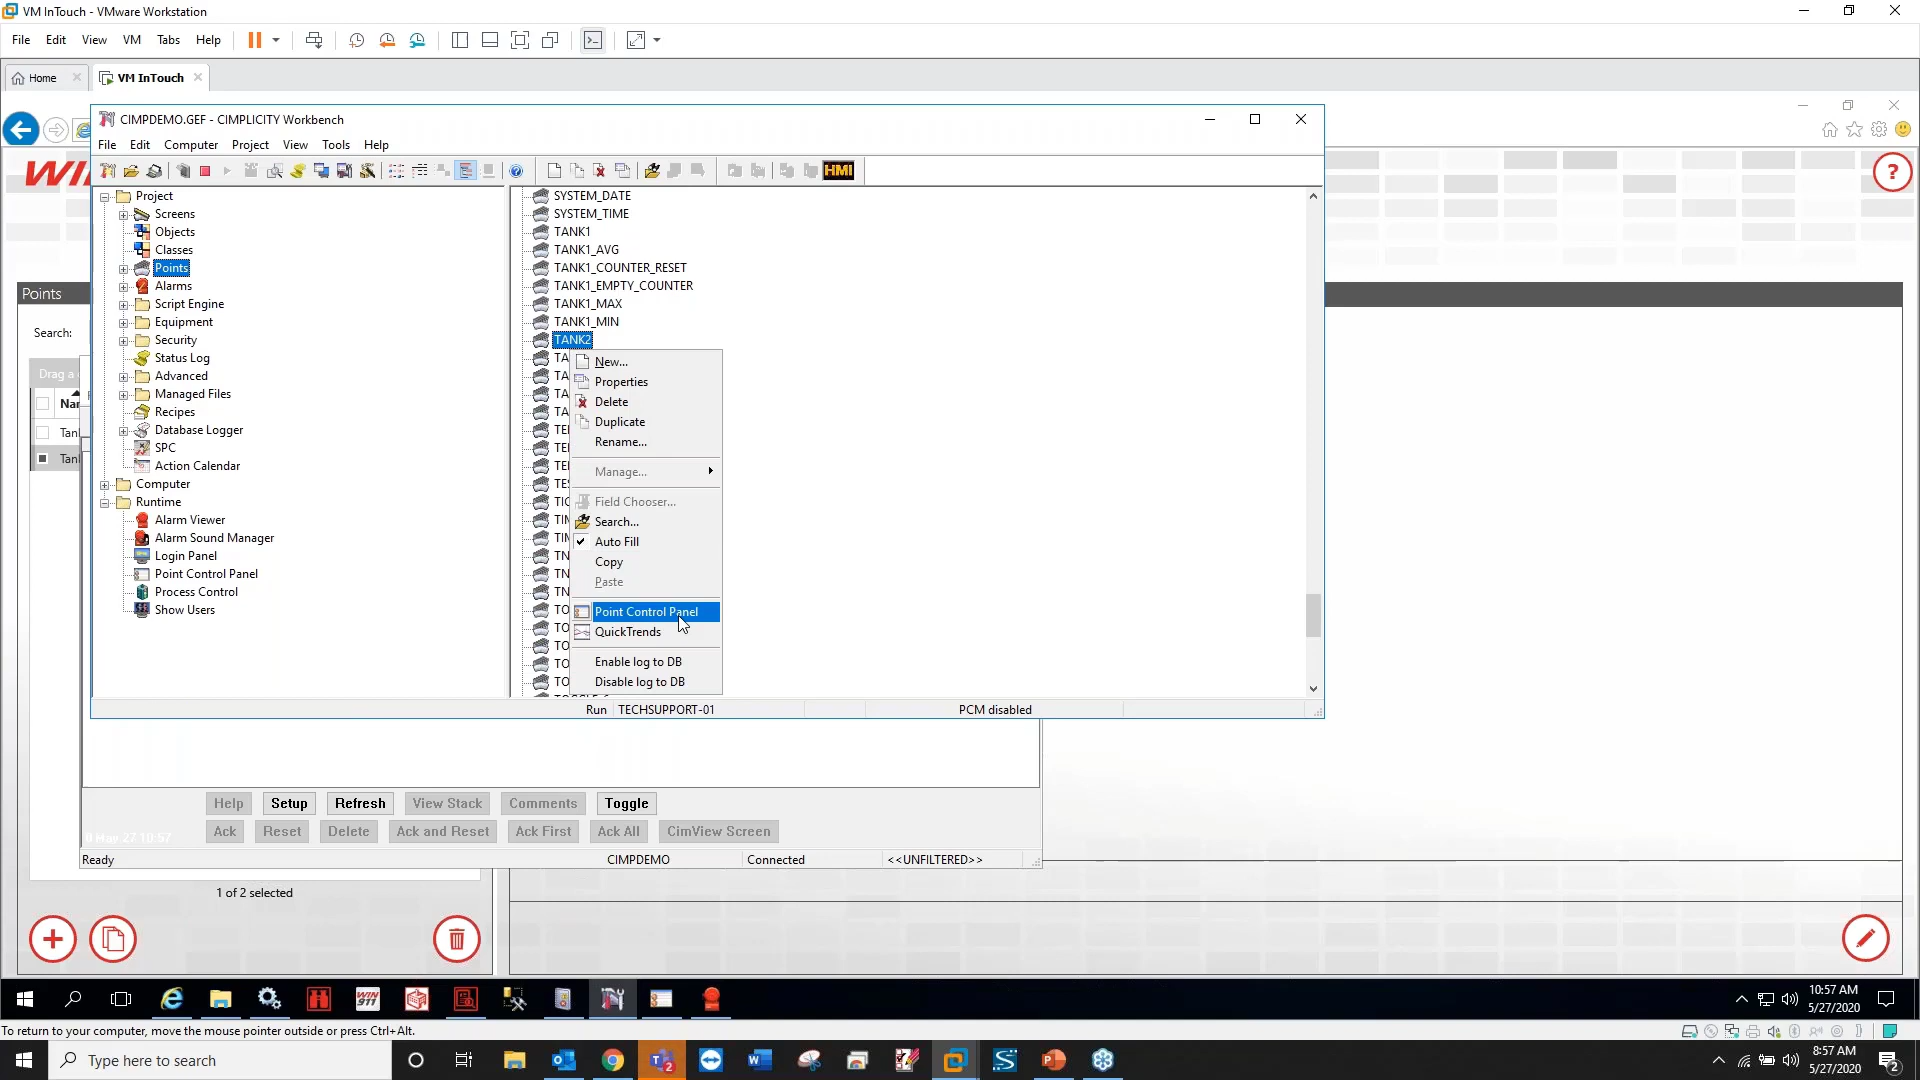 VM InTouch - VMware Workstation
File Edit View VM Tabs Help
Home VM InTouch
CIMPDEMO.GEF - CIMPLICITY Workbench
File Edit Computer Project View Tools Help
HMI
?
Project
Screens
Objects
Classes
Points
Alarms
Script Engine
Equipment
Security
Status Log
Advanced
Managed Files
Recipes
Database Logger
SPC
Action Calendar
Computer
Runtime
Alarm Viewer
Alarm Sound Manager
Login Panel
Point Control Panel
Process Control
Show Users
SYSTEM_DATE
SYSTEM_TIME
TANK1
TANK1_AVG
TANK1_COUNTER_RESET
TANK1_EMPTY_COUNTER
TANK1_MAX
TANK1_MIN
TANK2
New...
Properties
Delete
Duplicate
Rename...
Manage...
Field Chooser...
Search...
Auto Fill
Copy
Paste
Point Control Panel
QuickTrends
Enable log to DB
Disable log to DB
Run TECHSUPPORT-01 PCM disabled
Points
Search:
Drag a
Help Setup Refresh View Stack Comments Toggle
Ack Reset Delete Ack and Reset Ack First Ack All CimView Screen
Ready CIMPDEMO Connected <<UNFILTERED>>
1 of 2 selected
WIN
911
10:57 AM
5/27/2020
To return to your computer, move the mouse pointer outside or press Ctrl+Alt.
Type here to search
8:57 AM
5/27/2020
2